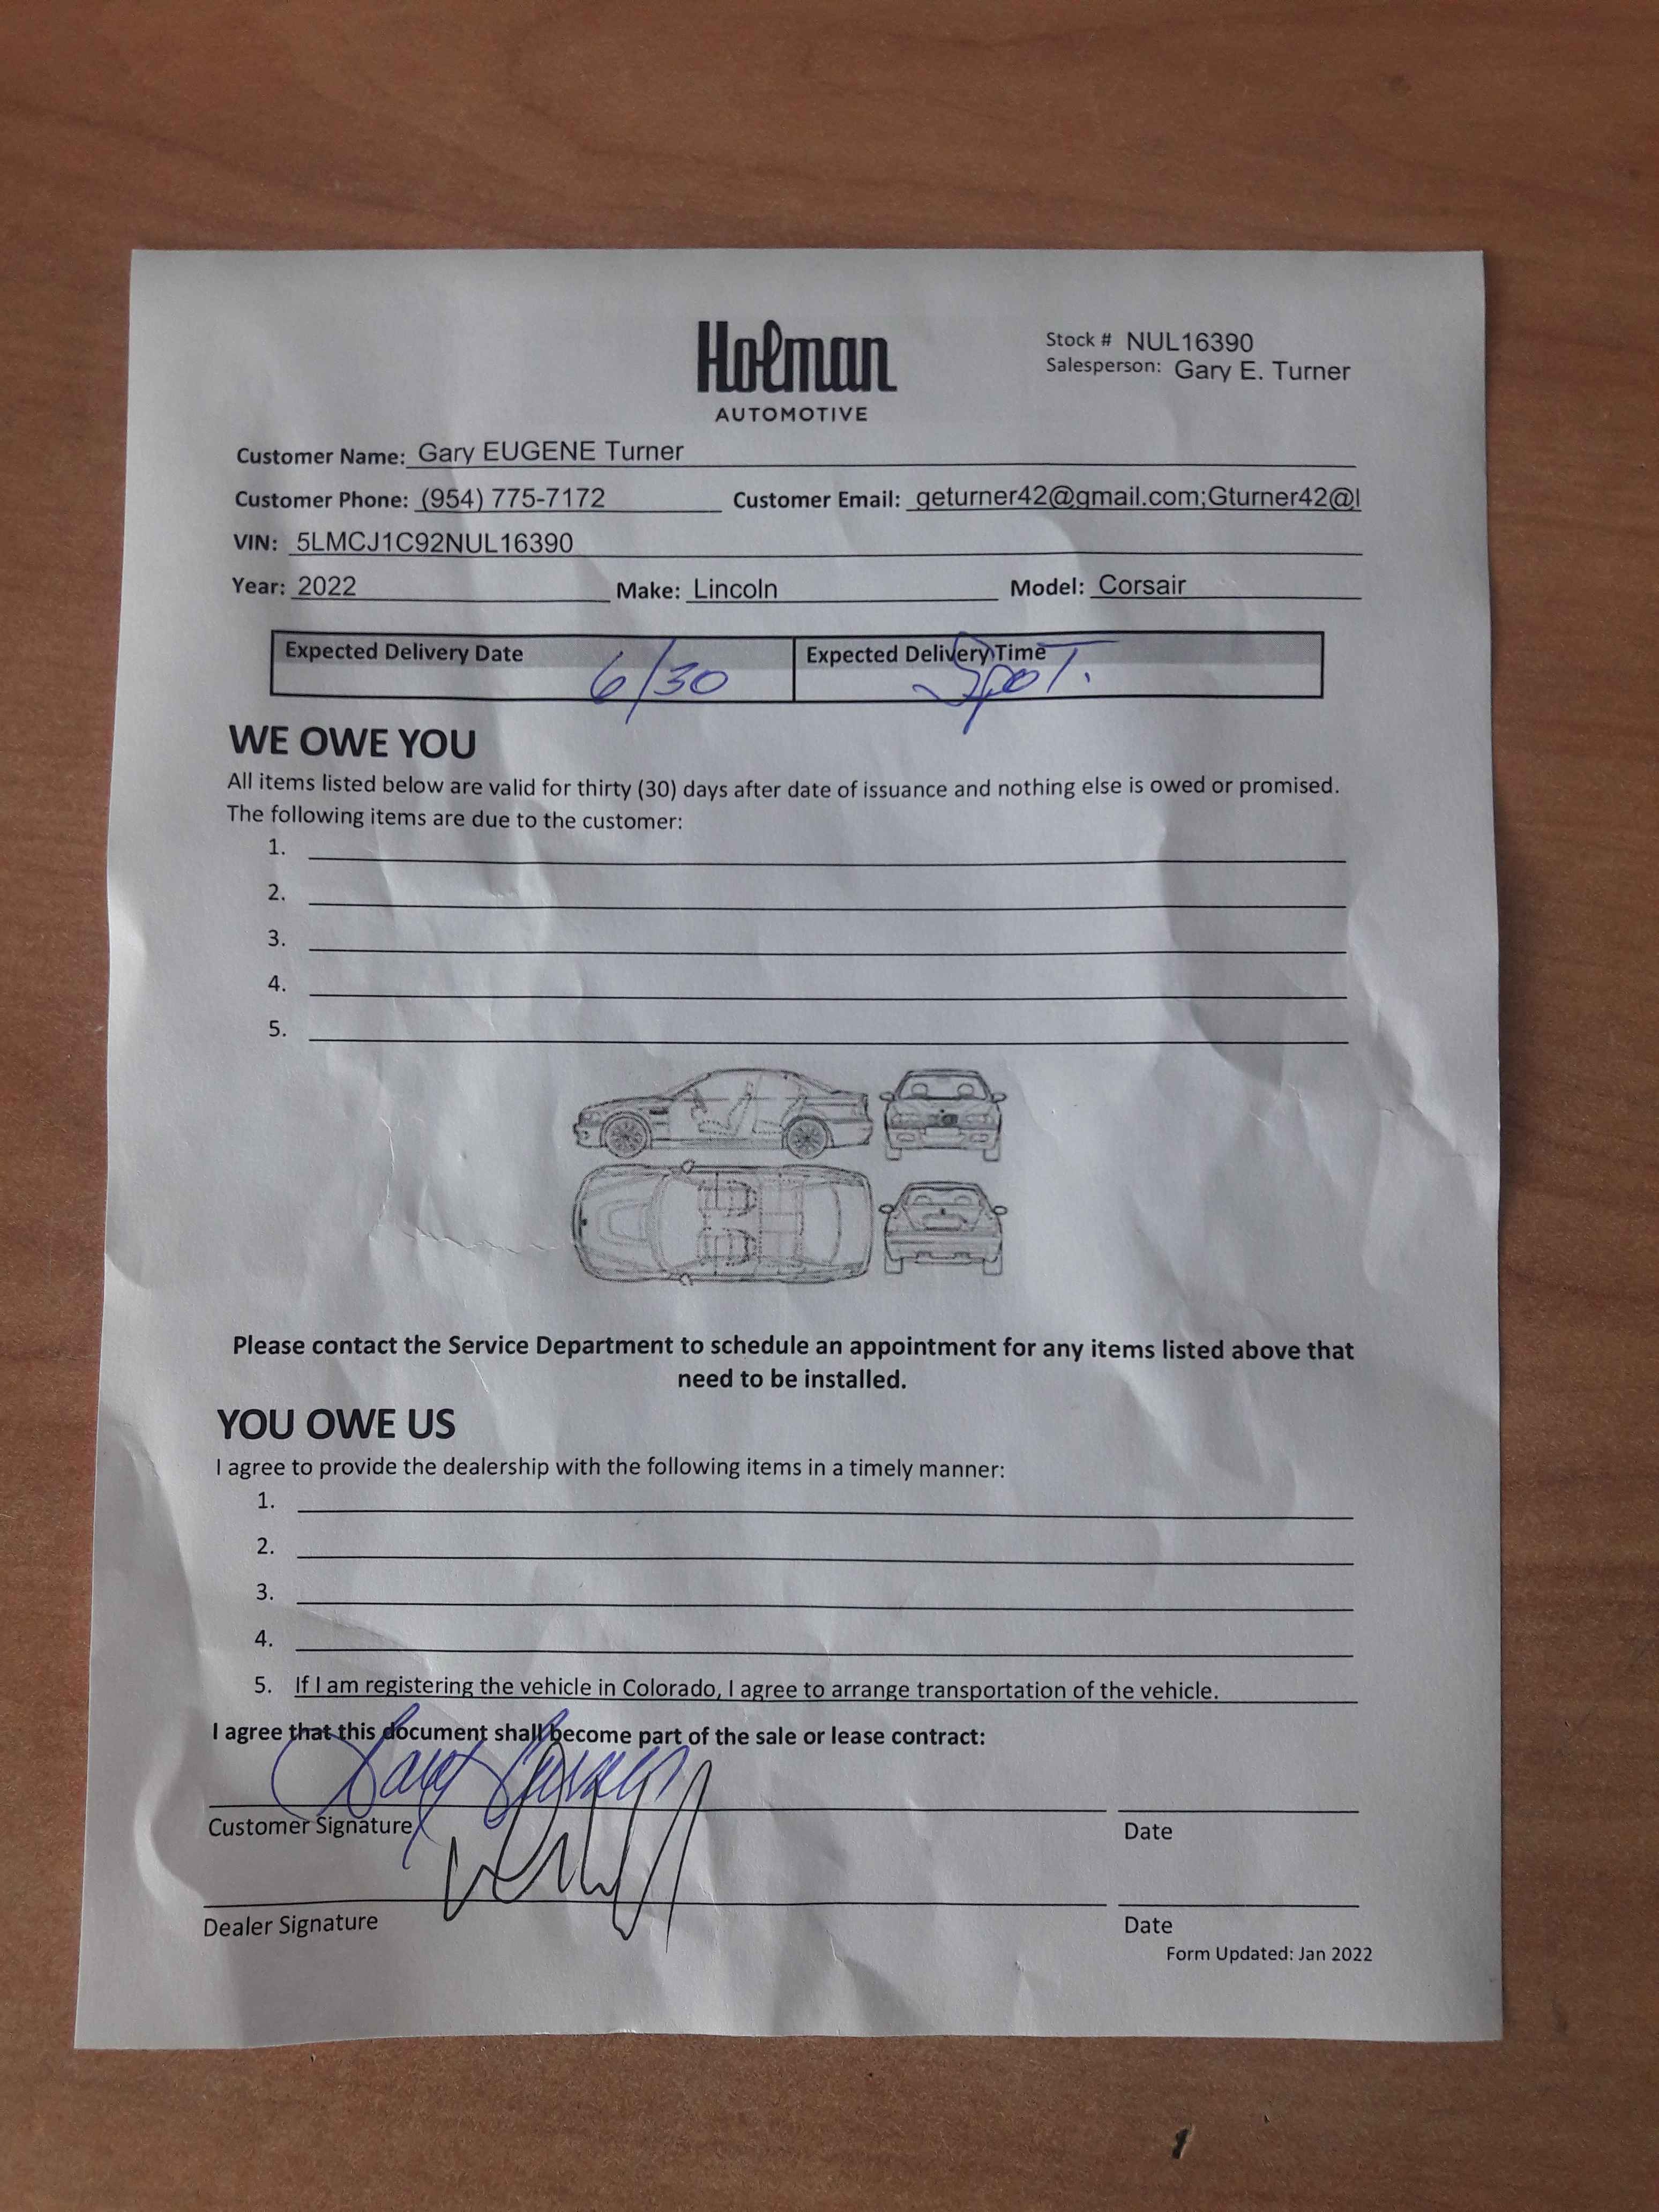 Holman
AUTOMOTIVE
Stock # NUL16390
Salesperson: Gary E. Turner
Customer Name: Gary EUGENE Turner
Customer Phone: (954) 775-7172 Customer Email: geturner42@gmail.com;Gturner42@
VIN: 5LMCJ1C92NUL16390
Year: 2022 Make: Lincoln Model: Corsair
Expected Delivery Date 6/30 Expected Delivery Time Spot.
WE OWE YOU
All items listed below are valid for thirty (30) days after date of issuance and nothing else is owed or promised.
The following items are due to the customer:
1.
2.
3.
4.
5.
Please contact the Service Department to schedule an appointment for any items listed above that
need to be installed.
YOU OWE US
I agree to provide the dealership with the following items in a timely manner:
1.
2.
3.
4.
5. If I am registering the vehicle in Colorado, I agree to arrange transportation of the vehicle.
I agree that this document shall become part of the sale or lease contract:
Customer Signature Date
Dealer Signature Date
Form Updated: Jan 2022